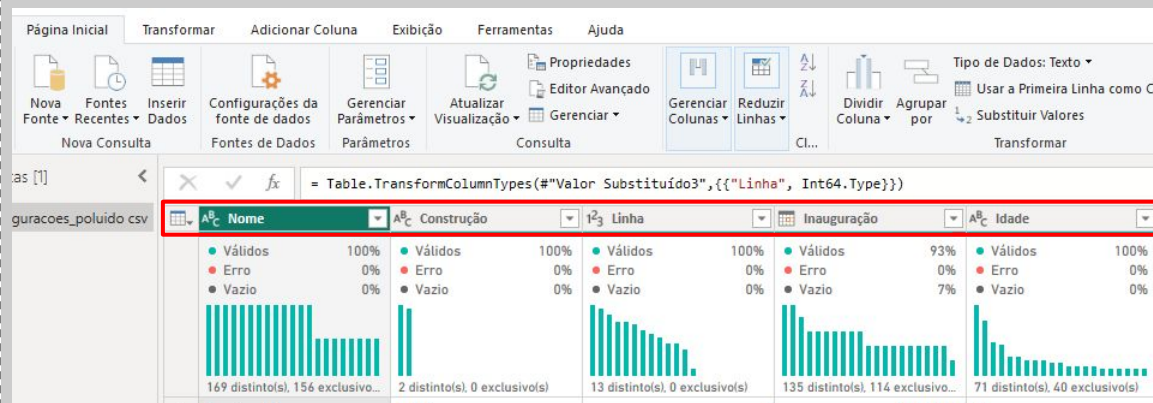 Página Inicial Transformar Adicionar Coluna Exibição Ferramentas Ajuda
Nova Fonte Fontes Recentes Inserir Dados
Configurações da fonte de dados
Gerenciar Parâmetros
Atualizar Visualização
Propriedades
Editor Avançado
Gerenciar
Gerenciar Colunas
Reduzir Linhas
Dividir Coluna
Agrupar por
Tipo de Dados: Texto
Usar a Primeira Linha como C
Substituir Valores
Nova Consulta Fontes de Dados Parâmetros Consulta Cl... Transformar
as [1]
fx = Table.TransformColumnTypes(#"Valor Substituído3",{{"Linha", Int64.Type}})
guracoes_poluido csv
ABC Nome ABC Construção 123 Linha Inauguração ABC Idade
Válidos 100% Válidos 100% Válidos 100% Válidos 93% Válidos 100%
Erro 0% Erro 0% Erro 0% Erro 0% Erro 0%
Vazio 0% Vazio 0% Vazio 0% Vazio 7% Vazio 0%
169 distinto(s), 156 exclusivo... 2 distinto(s), 0 exclusivo(s) 13 distinto(s), 0 exclusivo(s) 135 distinto(s), 114 exclusivo... 71 distinto(s), 40 exclusivo(s)